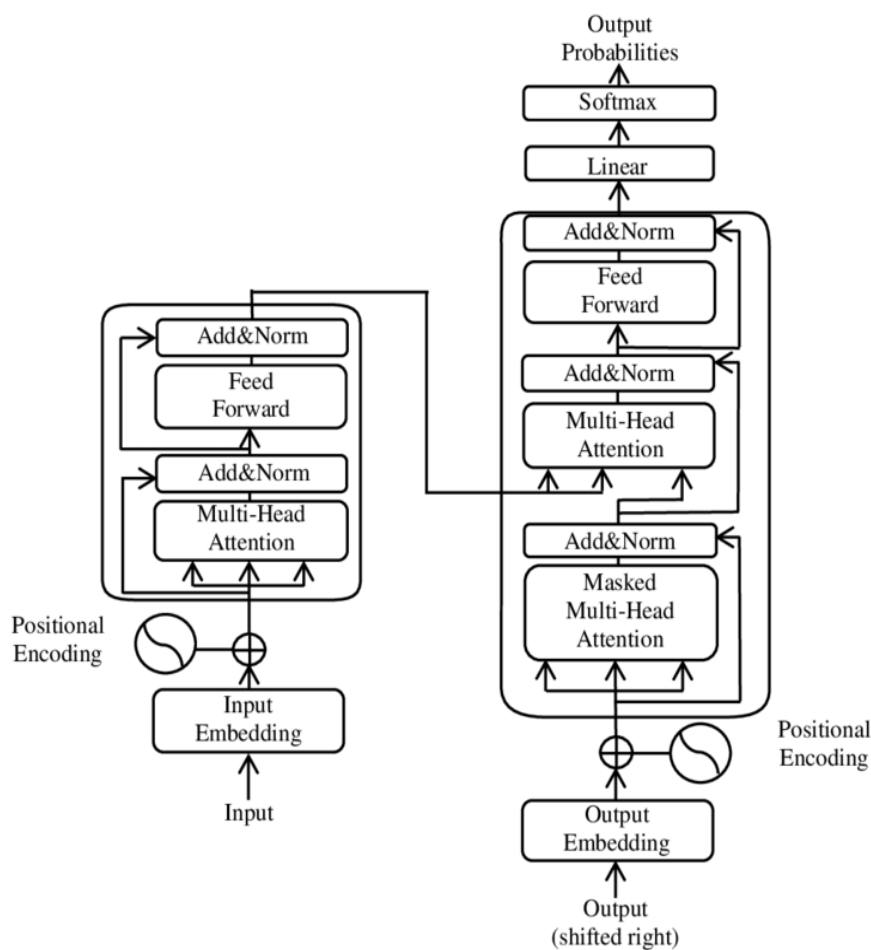 Output
Probabilities
Softmax
Linear
Add&Norm
Feed
Forward
Add&Norm
Multi-Head
Attention
Add&Norm
Masked
Multi-Head
Attention
Positional
Encoding
Output
Embedding
Output
(shifted right)
Add&Norm
Feed
Forward
Add&Norm
Multi-Head
Attention
Positional
Encoding
Input
Embedding
Input